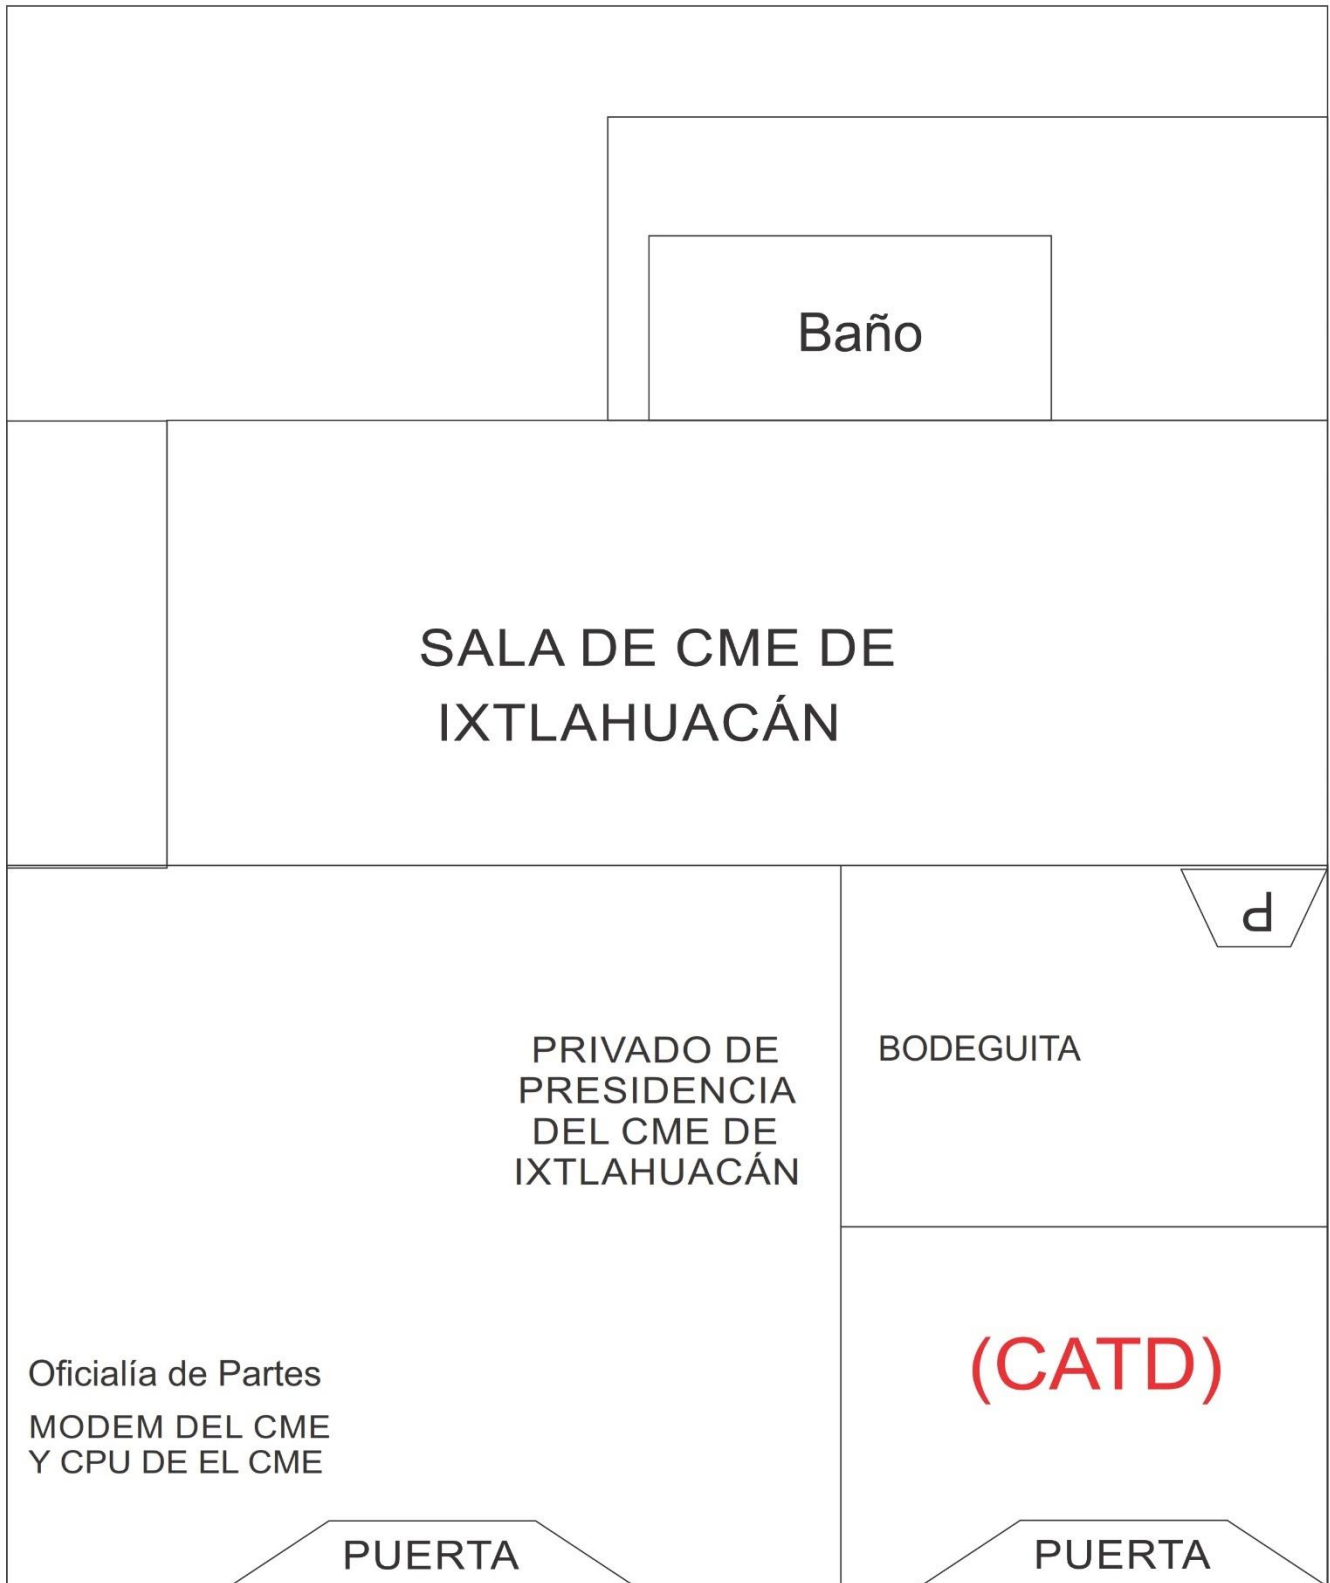 Baño
SALA DE CME DE
IXTLAHUACÁN
P
PRIVADO DE
PRESIDENCIA
DEL CME DE
IXTLAHUACÁN
BODEGUITA
(CATD)
Oficialía de Partes
MODEM DEL CME
Y CPU DE EL CME
PUERTA
PUERTA